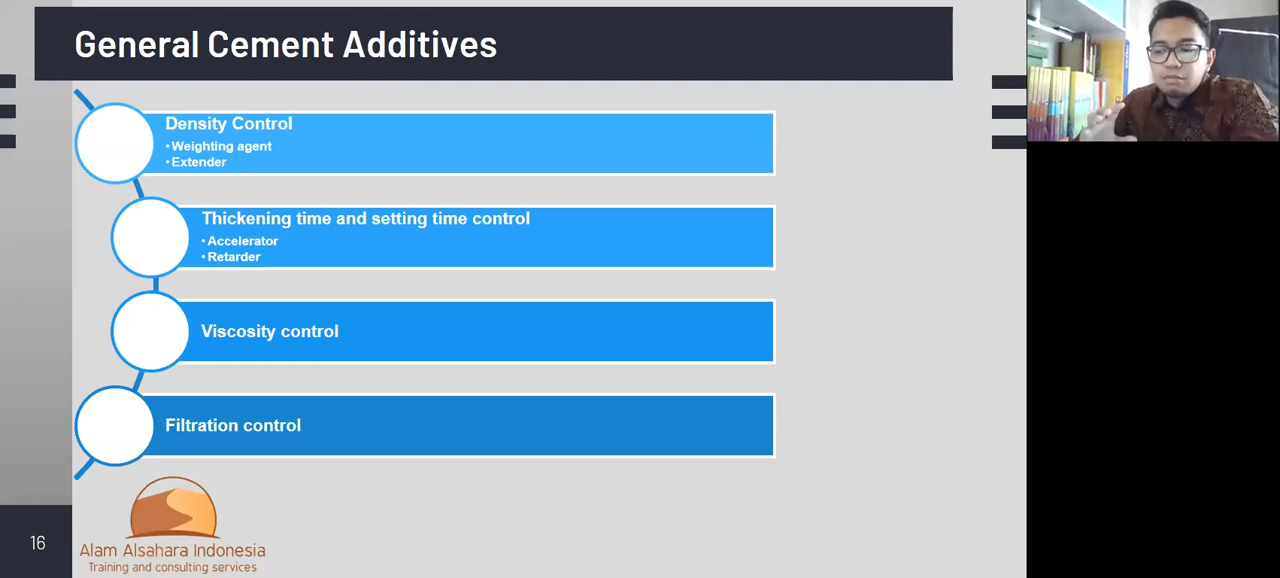 General Cement Additives
Density Control
•Weighting agent
•Extender
Thickening time and setting time control
•Accelerator
•Retarder
Viscosity control
Filtration control
16
Alam Alsahara Indonesia
Training and consulting services